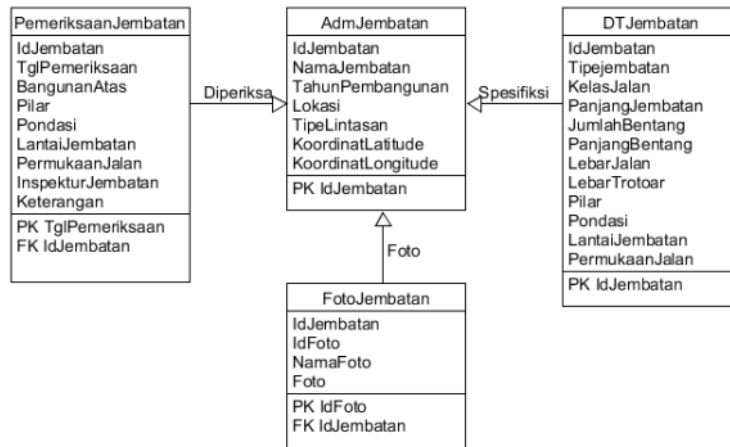 PemeriksaanJembatan
IdJembatan
TglPemeriksaan
BangunanAtas
Pilar
Pondasi
LantaiJembatan
PermukaanJalan
InspekturJembatan
Keterangan
PK TglPemeriksaan
FK IdJembatan
Diperiksa
AdmJembatan
IdJembatan
NamaJembatan
TahunPembangunan
Lokasi
TipeLintasan
KoordinatLatitude
KoordinatLongitude
PK IdJembatan
Spesifiksi
DTJembatan
IdJembatan
Tipejembatan
KelasJalan
PanjangJembatan
JumlahBentang
PanjangBentang
LebarJalan
LebarTrotoar
Pilar
Pondasi
LantaiJembatan
PermukaanJalan
PK IdJembatan
Foto
FotoJembatan
IdJembatan
IdFoto
NamaFoto
Foto
PK IdFoto
FK IdJembatan